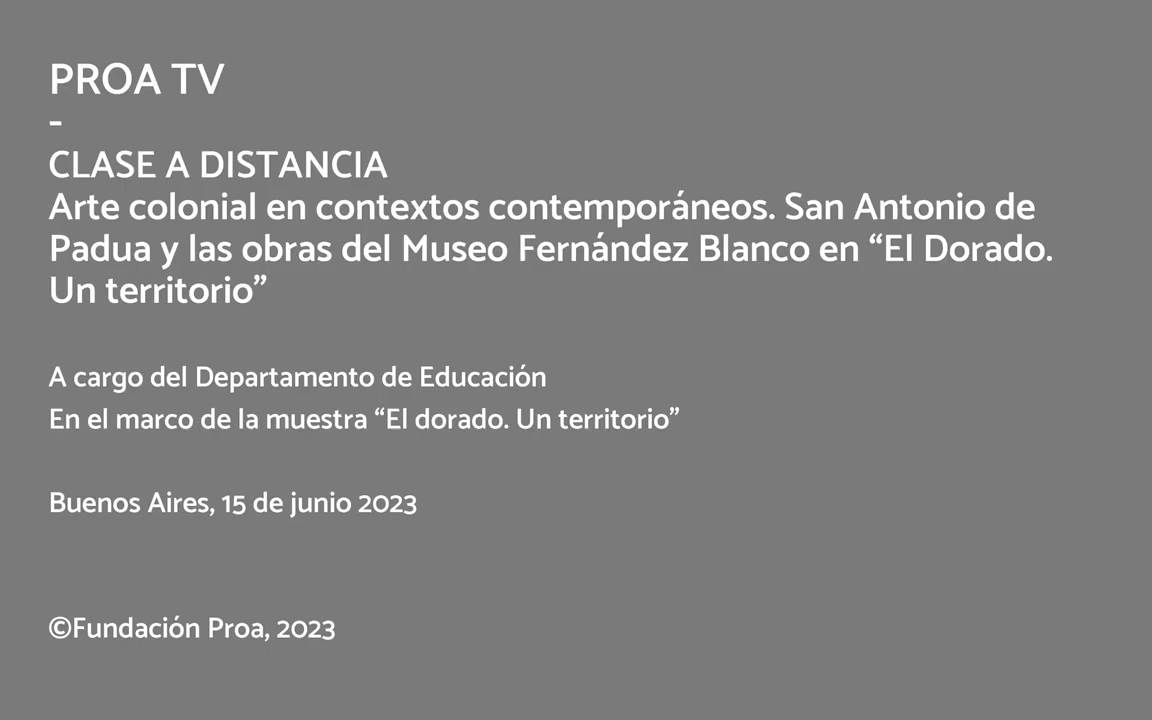 PROA TV
-
CLASE A DISTANCIA
Arte colonial en contextos contemporáneos. San Antonio de
Padua y las obras del Museo Fernández Blanco en “El Dorado.
Un territorio”
A cargo del Departamento de Educación
En el marco de la muestra “El dorado. Un territorio”
Buenos Aires, 15 de junio 2023
©Fundación Proa, 2023